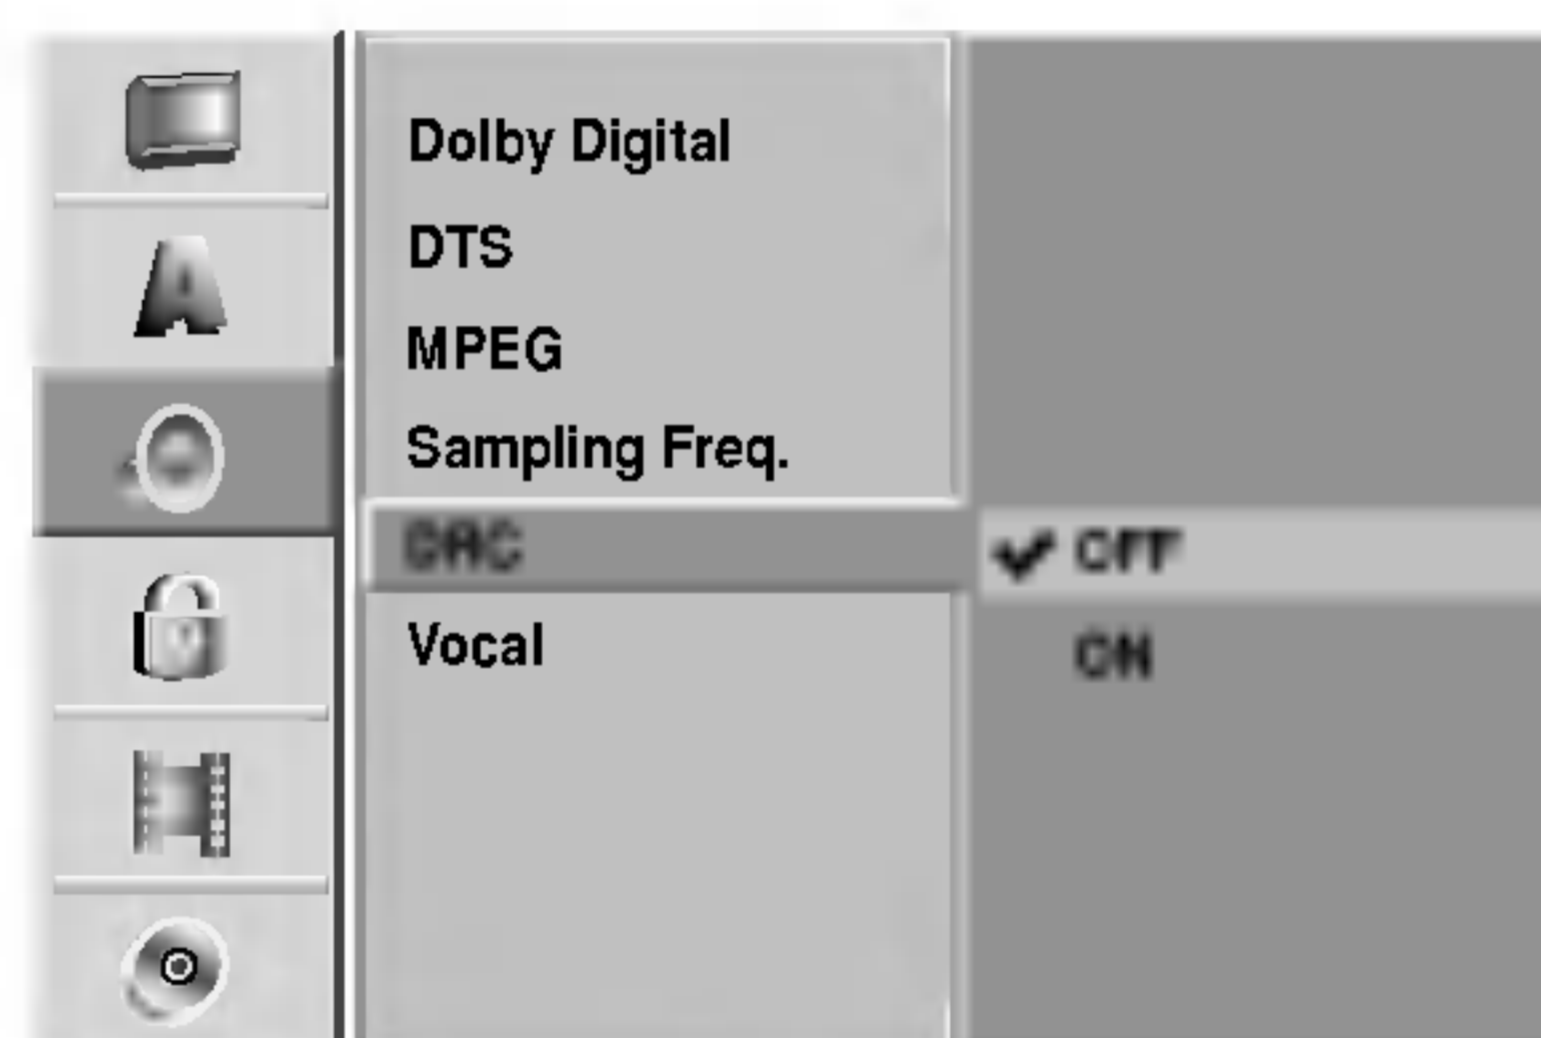 Dolby Digital
DTS
MPEG
Sampling Freq.
DRC
✔ OFF
ON
Vocal